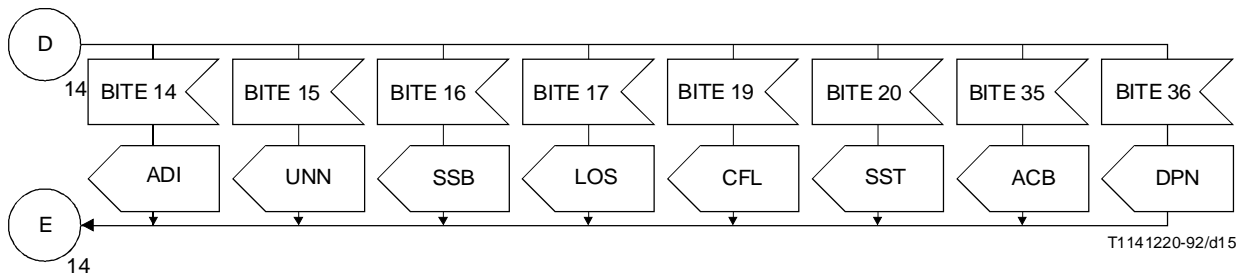 D
14
BITE 14 BITE 15 BITE 16 BITE 17 BITE 19 BITE 20 BITE 35 BITE 36
ADI UNN SSB LOS CFL SST ACB DPN
E
14
T1141220-92/d15